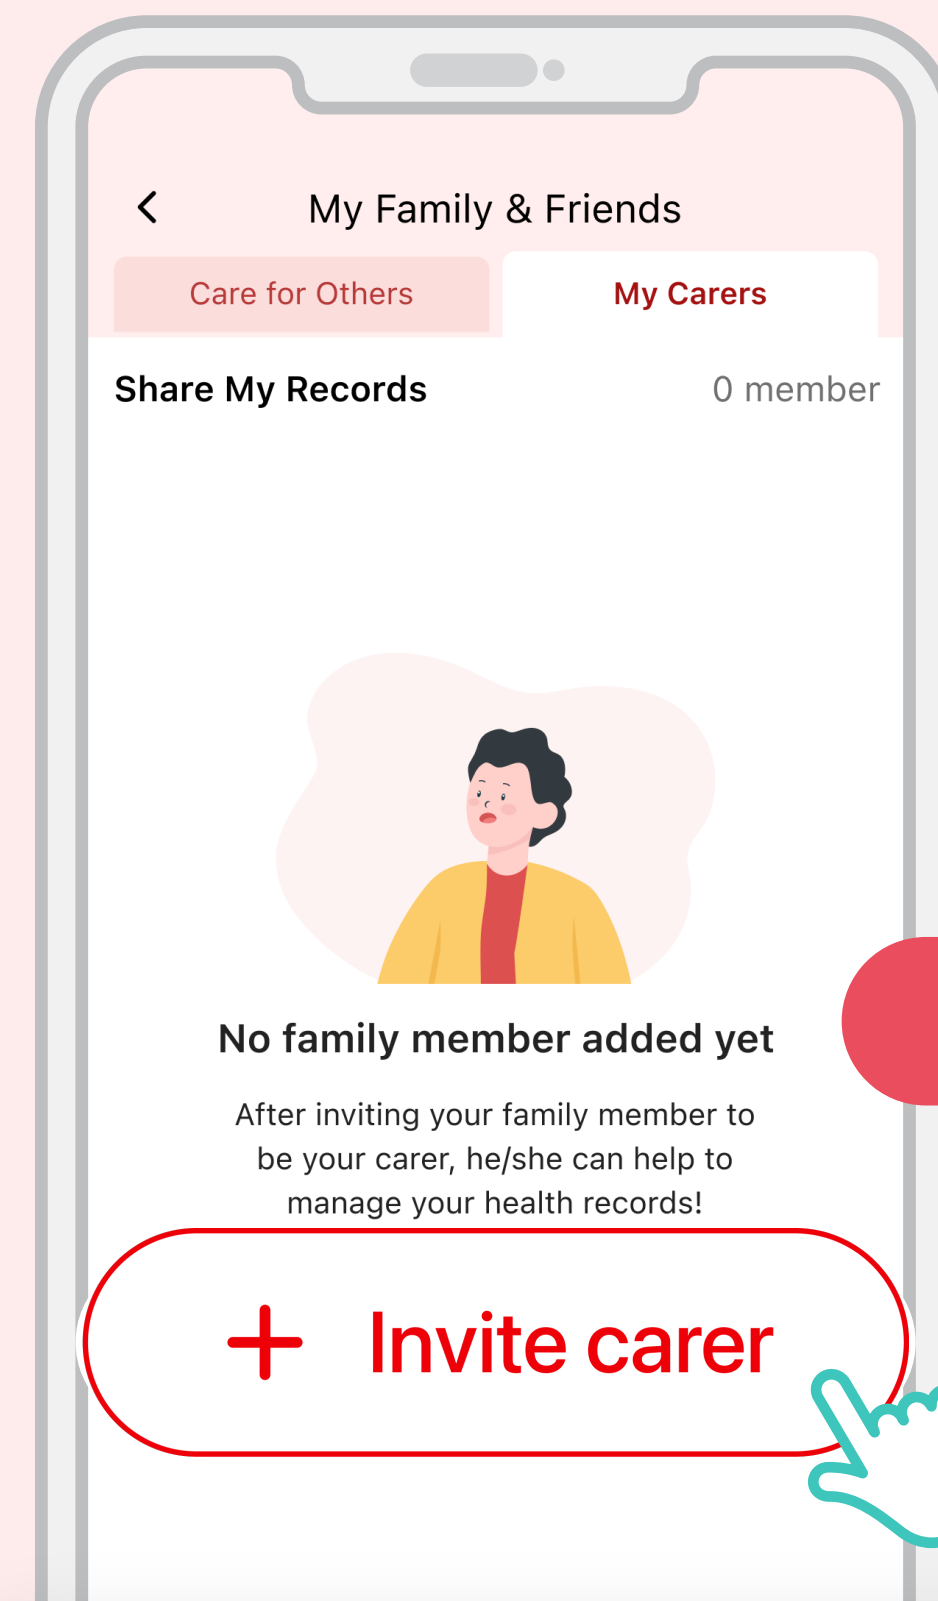 My Family & Friends
Care for Others
My Carers
Share My Records
0 member
No family member added yet
After inviting your family member to
be your carer, he/she can help to
manage your health records!
+ Invite carer